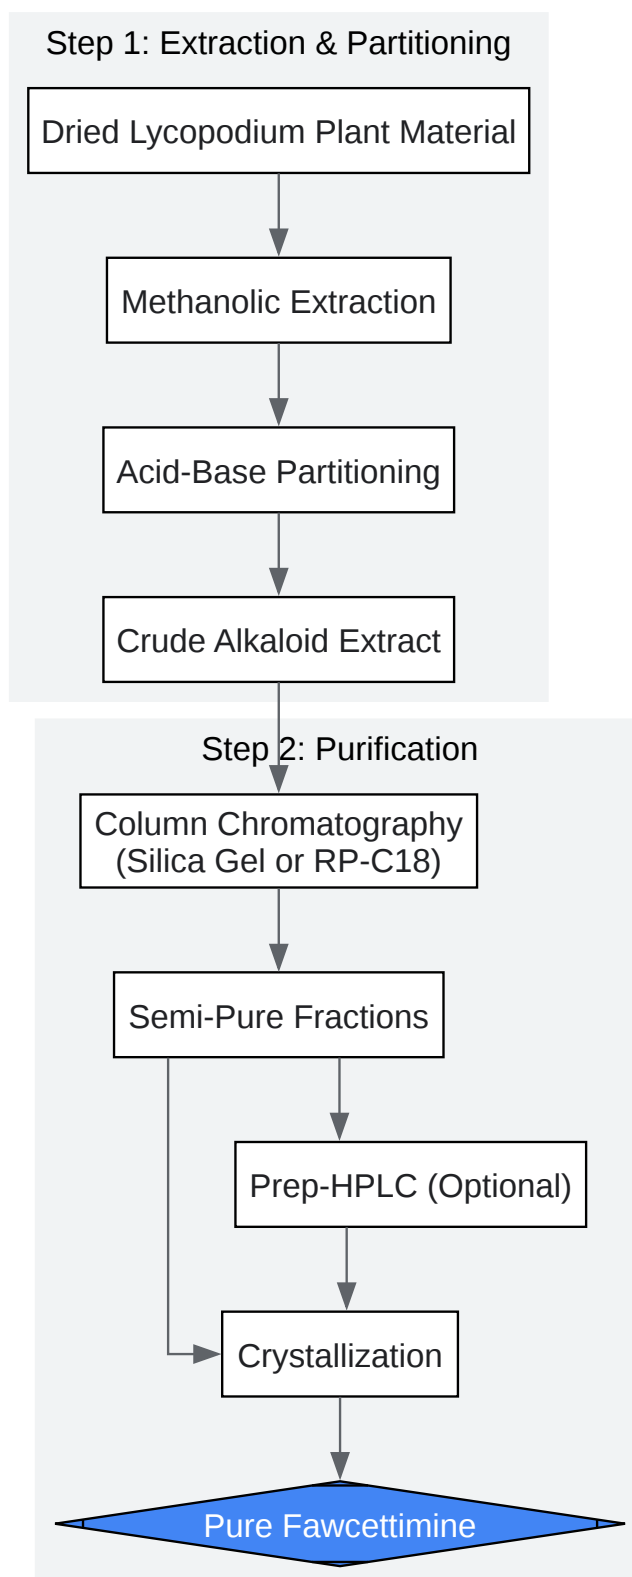 Step 1: Extraction & Partitioning
Dried Lycopodium Plant Material
Methanolic Extraction
Acid-Base Partitioning
Crude Alkaloid Extract
Step 2: Purification
Column Chromatography
(Silica Gel or RP-C18)
Semi-Pure Fractions
Prep-HPLC (Optional)
Crystallization
Pure Fawcettimine